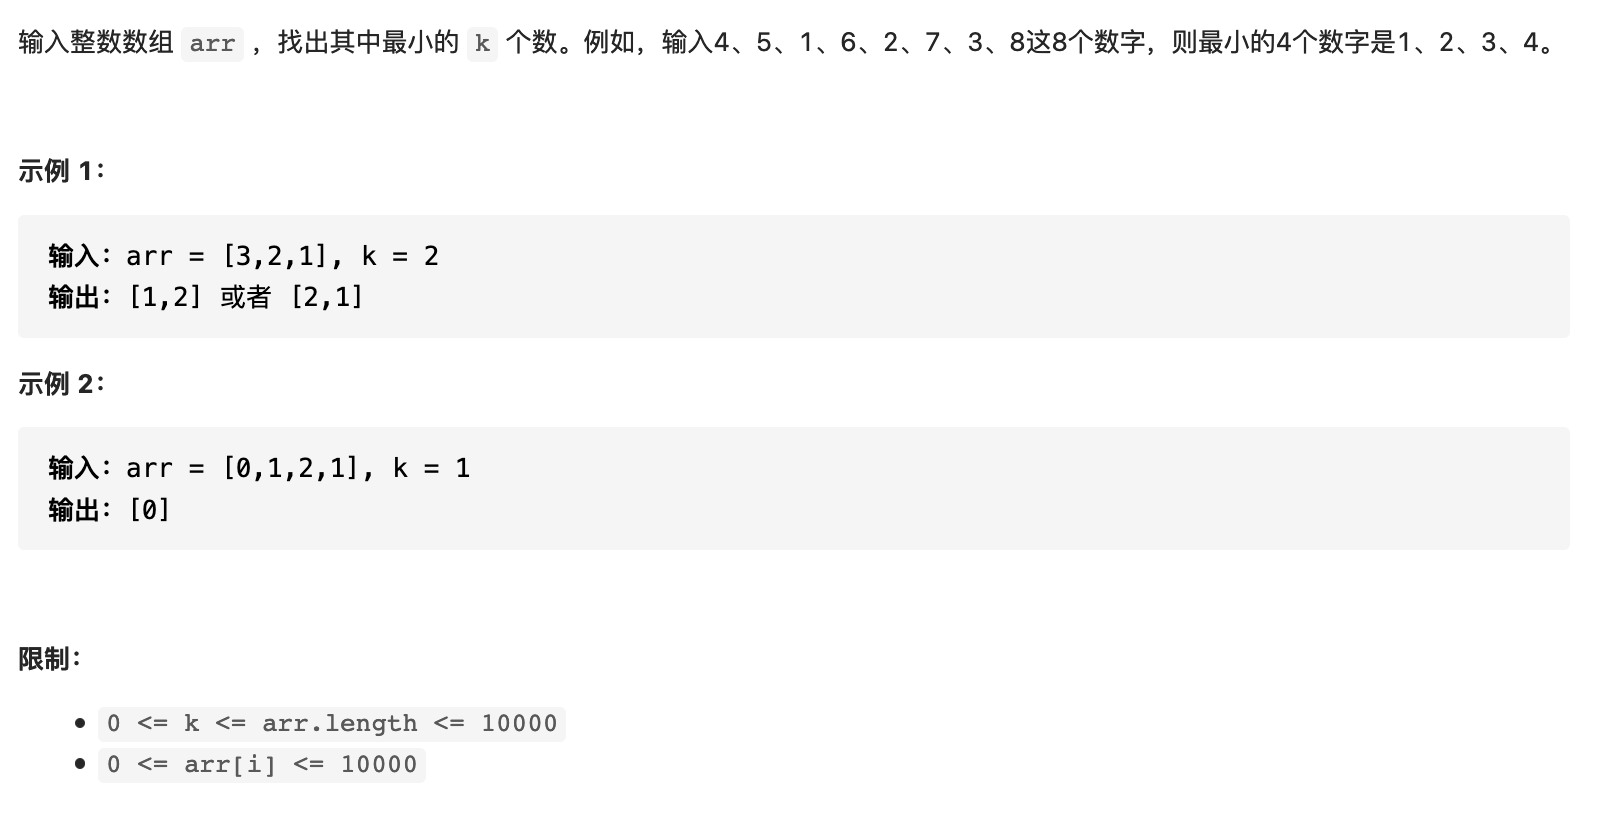 输入整数数组 arr ，找出其中最小的 k 个数。例如，输入4、5、1、6、2、7、3、8这8个数字，则最小的4个数字是1、2、3、4。
示例 1：
输入：arr = [3,2,1], k = 2
输出：[1,2] 或者 [2,1]
示例 2：
输入：arr = [0,1,2,1], k = 1
输出：[0]
限制：
• 0 <= k <= arr.length <= 10000
• 0 <= arr[i] <= 10000